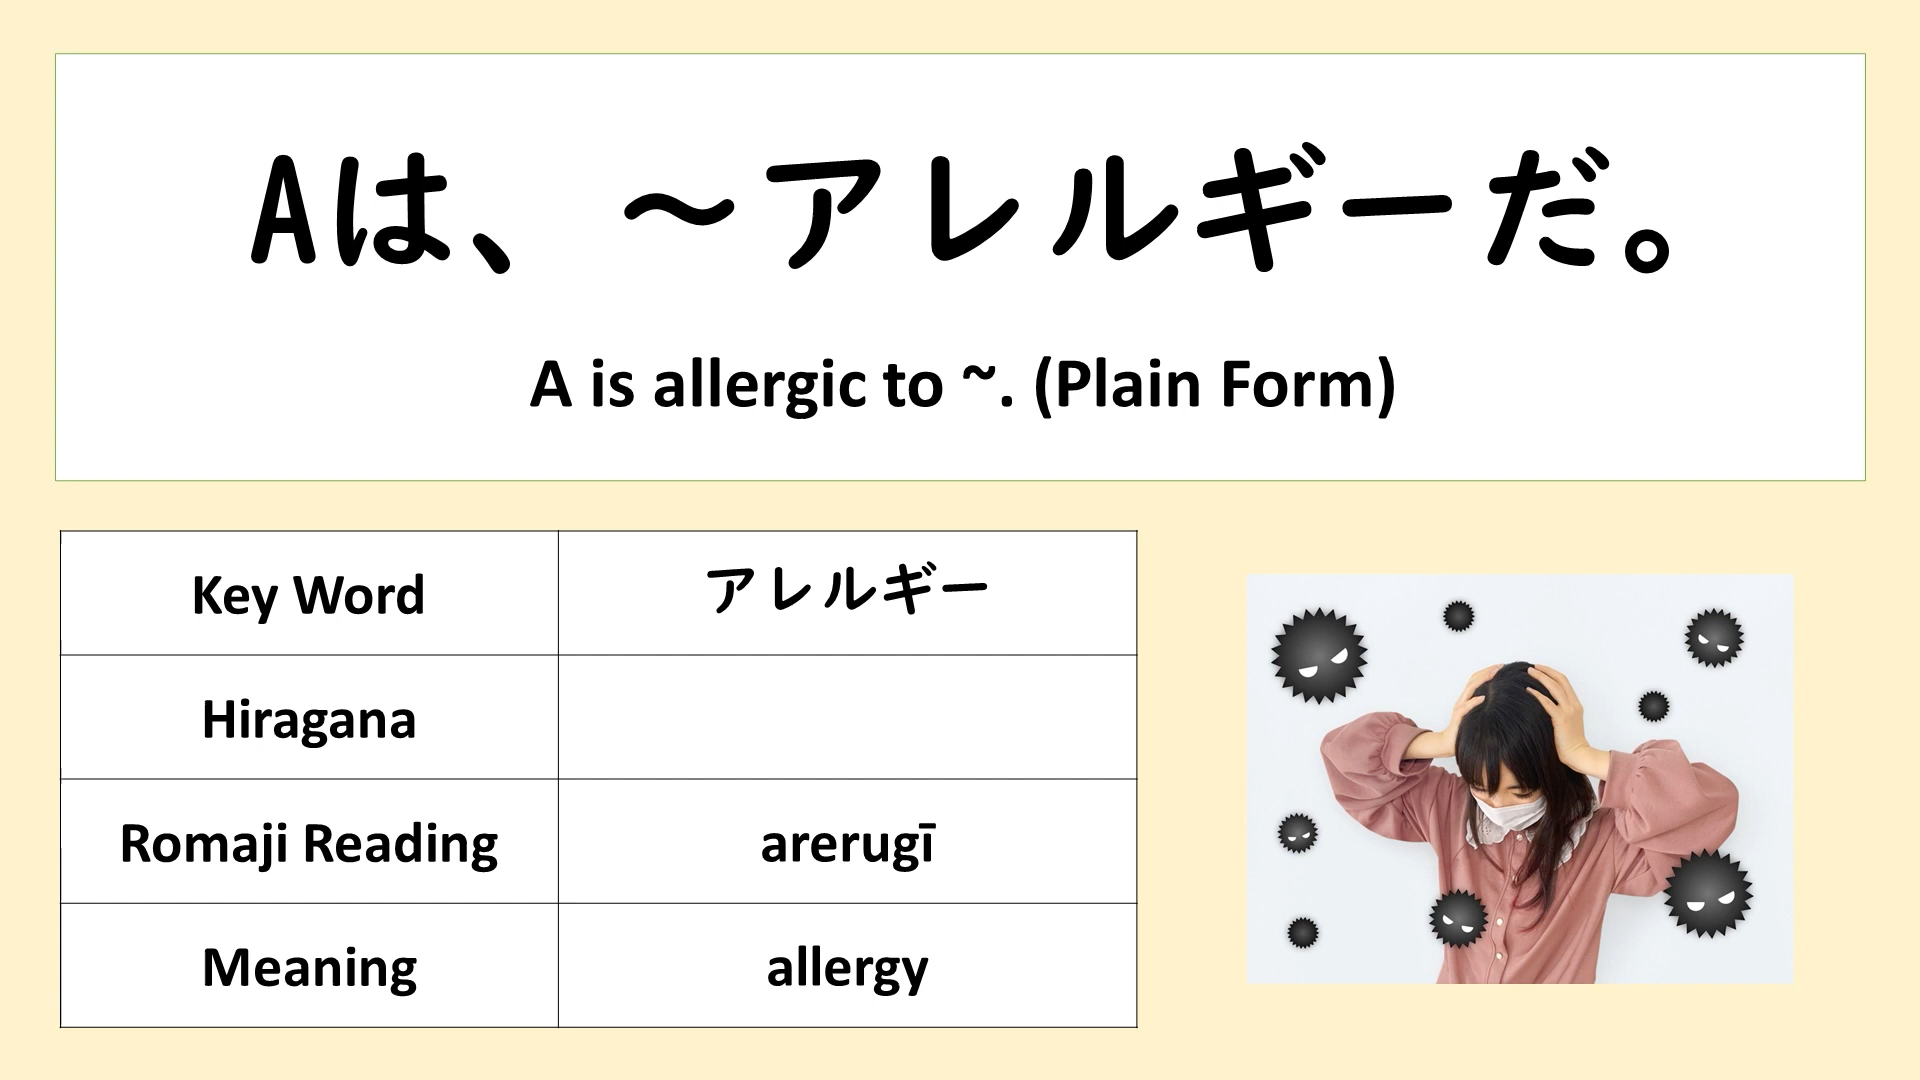 Aは、～アレルギーだ。
A is allergic to ~. (Plain Form)
Key Word アレルギー
Hiragana
Romaji Reading arerugī
Meaning allergy